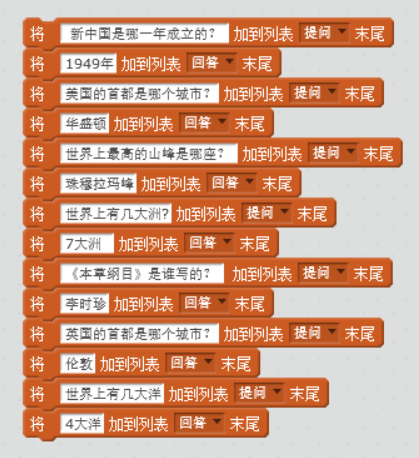 将 新中国是哪一年成立的? 加到列表 提问 末尾
将 1949年 加到列表 回答 末尾
将 美国的首都是哪个城市? 加到列表 提问 末尾
将 华盛顿 加到列表 回答 末尾
将 世界上最高的山峰是哪座? 加到列表 提问 末尾
将 珠穆拉玛峰 加到列表 回答 末尾
将 世界上有几大洲? 加到列表 提问 末尾
将 7大洲 加到列表 回答 末尾
将 《本草纲目》是谁写的? 加到列表 提问 末尾
将 李时珍 加到列表 回答 末尾
将 英国的首都是哪个城市? 加到列表 提问 末尾
将 伦敦 加到列表 回答 末尾
将 世界上有几大洋 加到列表 提问 末尾
将 4大洋 加到列表 回答 末尾